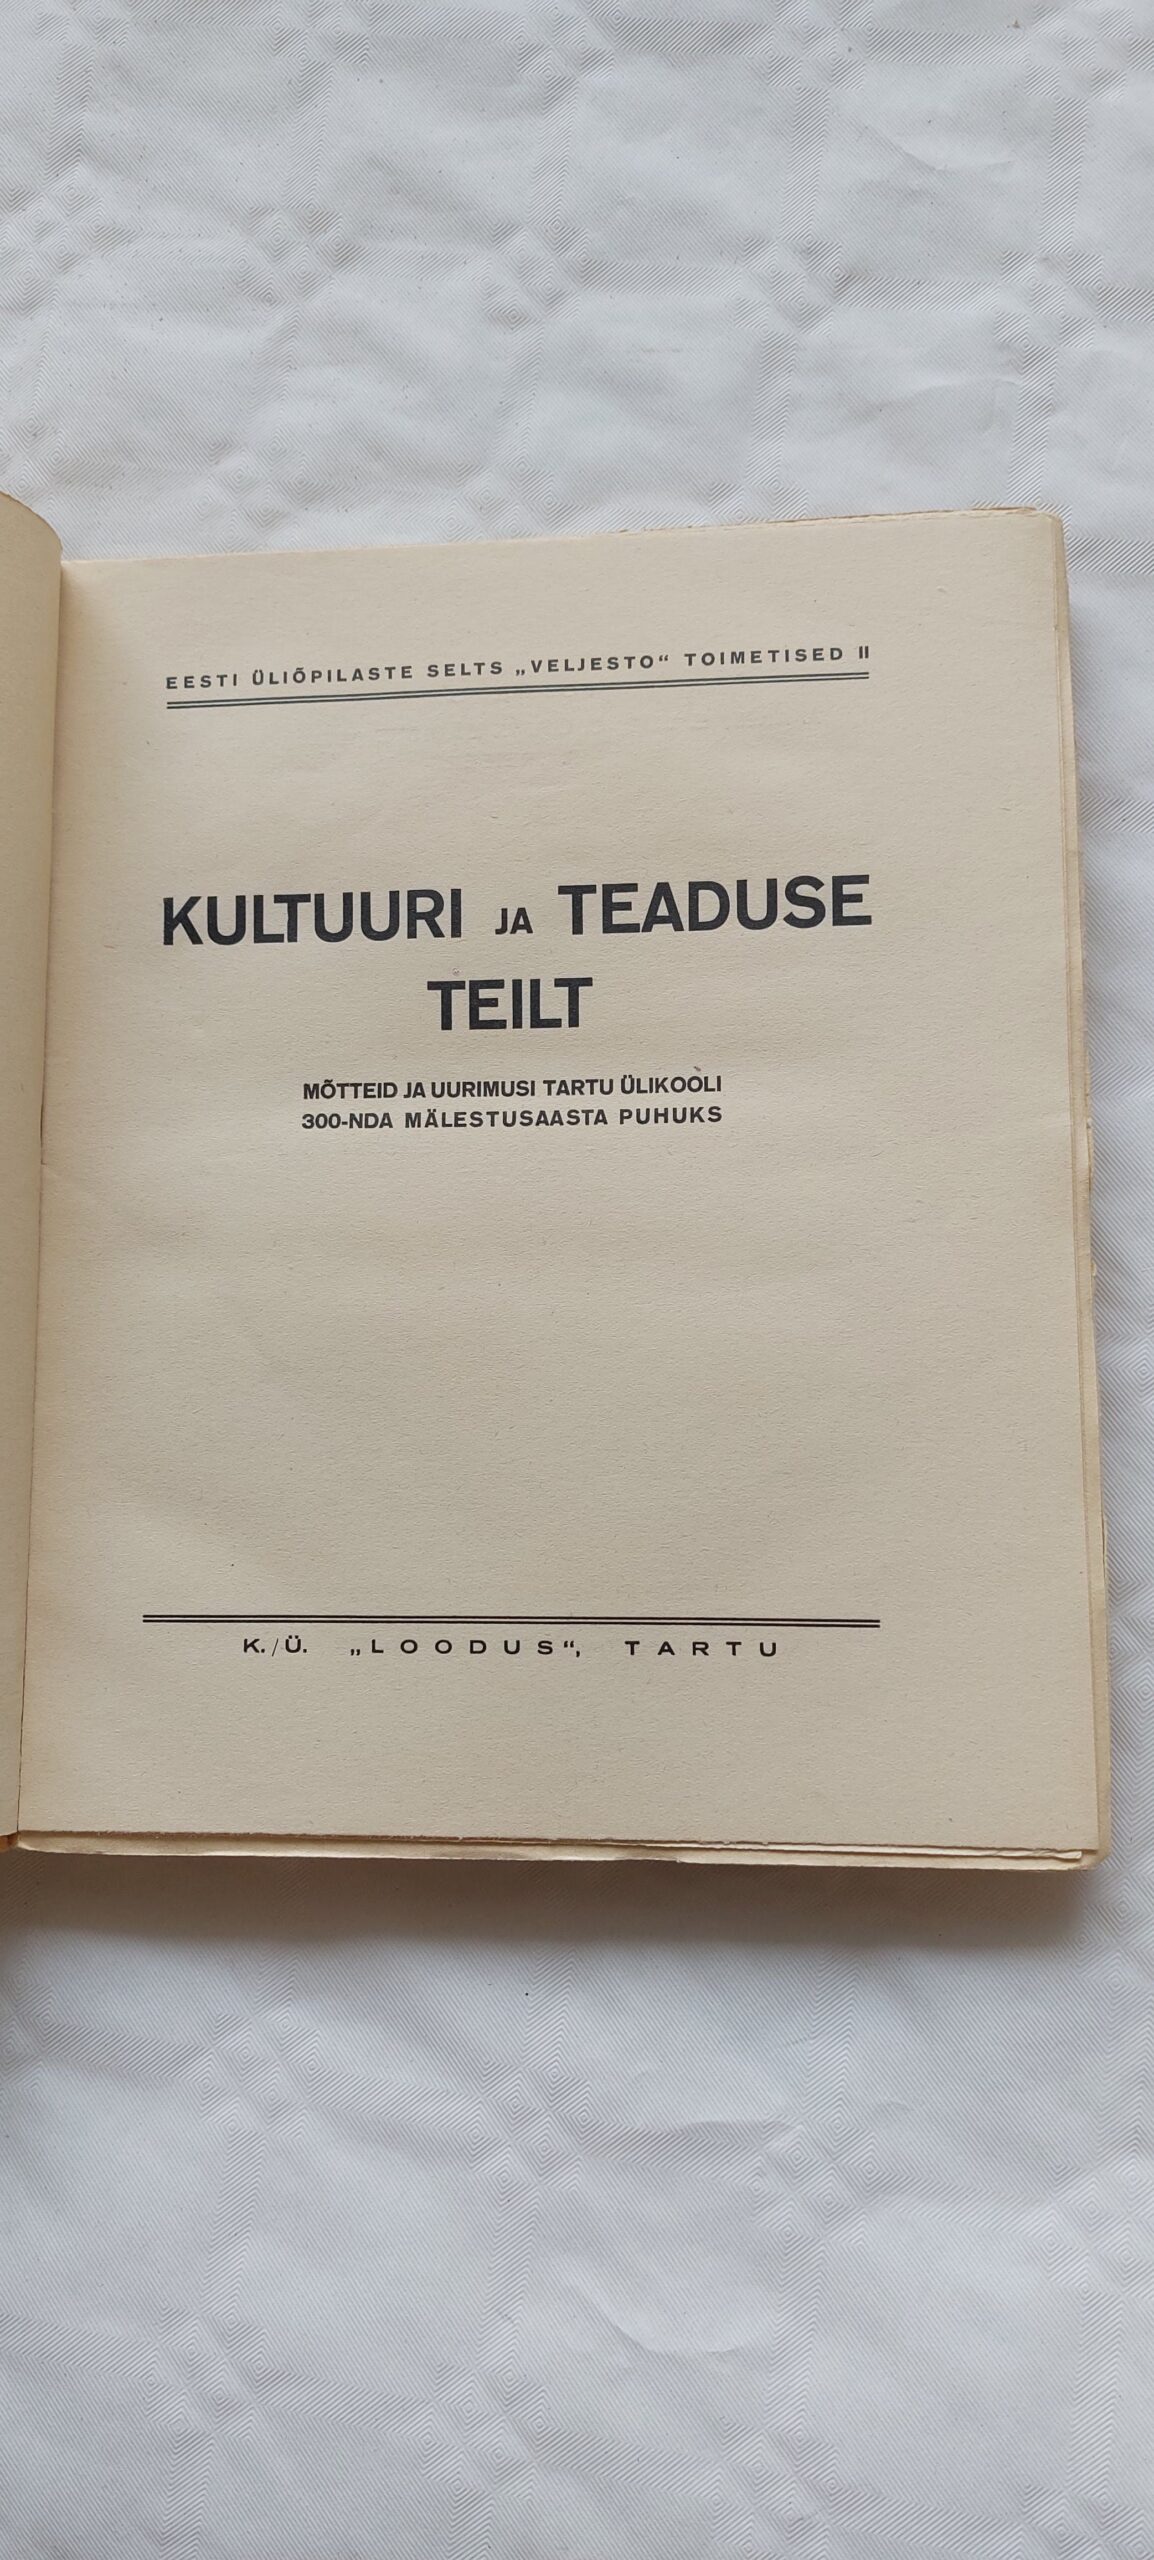 EESTI ÜLIÕPILASTE SELTS „VELJESTO“ TOIMETISED II
KULTUURI JA TEADUSE
TEILT
MÕTTEID JA UURIMUSI TARTU ÜLIKOOLI
300-NDA MÄLESTUSAASTA PUHUKS
K./Ü. „LOODUS“, TARTU